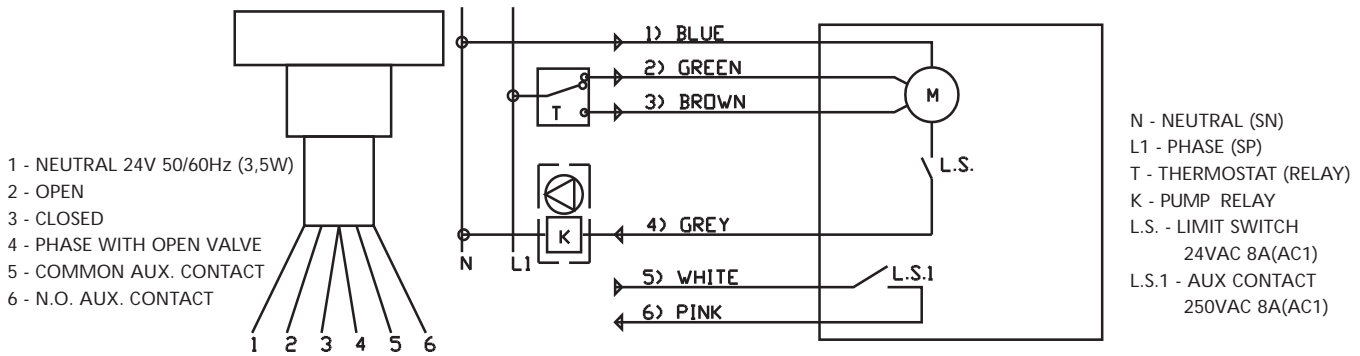 1 - NEUTRAL 24V 50/60Hz (3,5W)
2 - OPEN
3 - CLOSED
4 - PHASE WITH OPEN VALVE
5 - COMMON AUX. CONTACT
6 - N.O. AUX. CONTACT
1 2 3 4 5 6
1) BLUE
2) GREEN
3) BROWN
T
M
L.S.
K
4) GREY
N L1
5) WHITE
L.S.1
6) PINK
N - NEUTRAL (SN)
L1 - PHASE (SP)
T - THERMOSTAT (RELAY)
K - PUMP RELAY
L.S. - LIMIT SWITCH
24VAC 8A(AC1)
L.S.1 - AUX CONTACT
250VAC 8A(AC1)